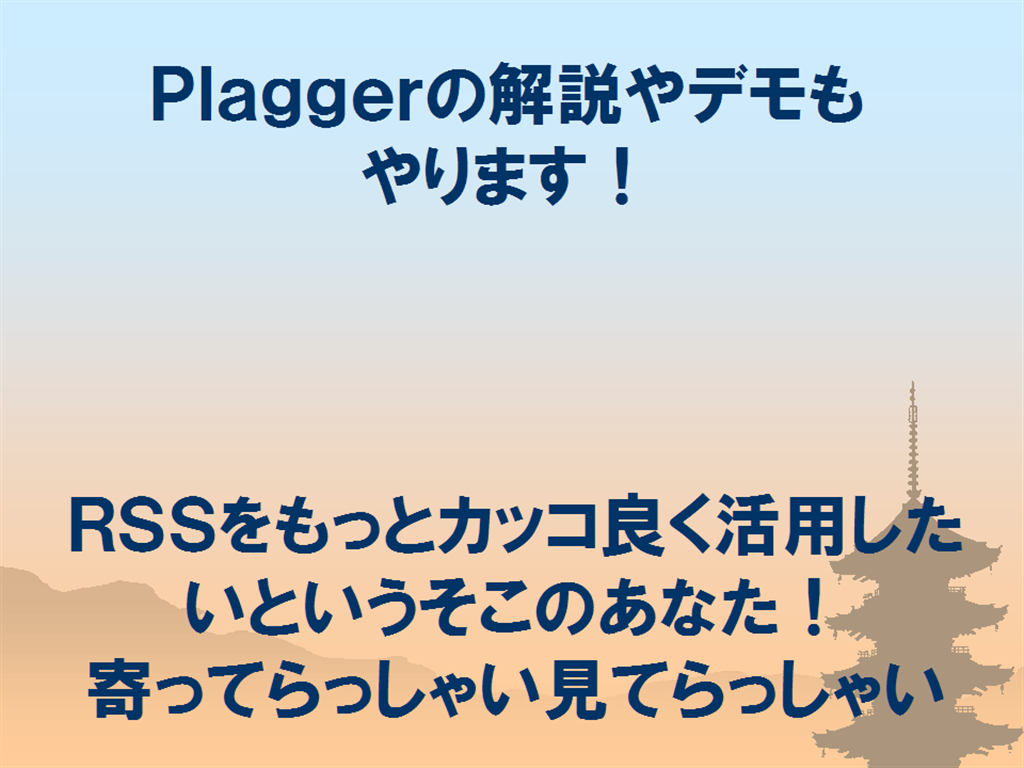 Plaggerの解説やデモも
やります！
RSSをもっとカッコ良く活用した
いというそこのあなた！
寄ってらっしゃい見てらっしゃい